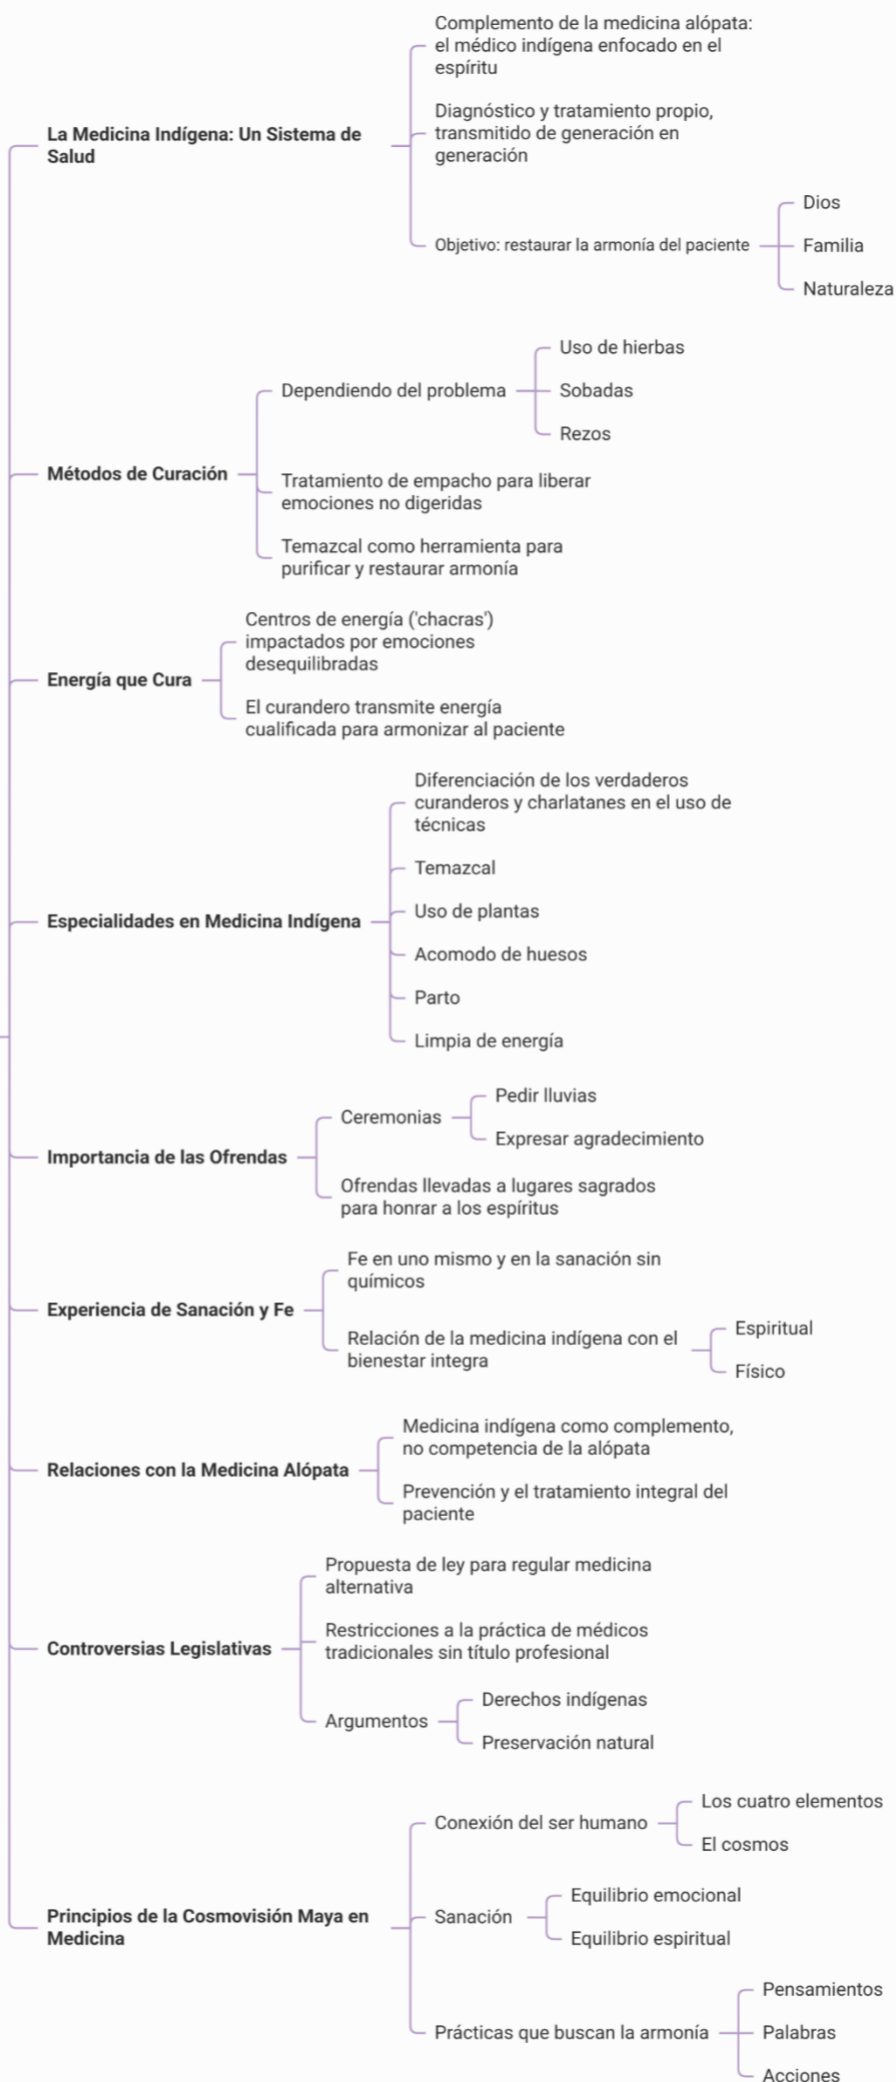 Complemento de la medicina alópata:
el médico indígena enfocado en el
espíritu
La Medicina Indígena: Un Sistema de
Salud
Diagnóstico y tratamiento propio,
transmitido de generación en
generación
Objetivo: restaurar la armonía del paciente
Dios
Familia
Naturaleza
Métodos de Curación
Dependiendo del problema
Uso de hierbas
Sobadas
Rezos
Tratamiento de empacho para liberar
emociones no digeridas
Temazcal como herramienta para
purificar y restaurar armonía
Energía que Cura
Centros de energía ('chacras')
impactados por emociones
desequilibradas
El curandero transmite energía
cualificada para armonizar al paciente
Especialidades en Medicina Indígena
Diferenciación de los verdaderos
curanderos y charlatanes en el uso de
técnicas
Temazcal
Uso de plantas
Acomodo de huesos
Parto
Limpia de energía
Importancia de las Ofrendas
Ceremonias
Pedir lluvias
Expresar agradecimiento
Ofrendas llevadas a lugares sagrados
para honrar a los espíritus
Experiencia de Sanación y Fe
Fe en uno mismo y en la sanación sin
químicos
Relación de la medicina indígena con el
bienestar integra
Espiritual
Físico
Relaciones con la Medicina Alópata
Medicina indígena como complemento,
no competencia de la alópata
Prevención y el tratamiento integral del
paciente
Controversias Legislativas
Propuesta de ley para regular medicina
alternativa
Restricciones a la práctica de médicos
tradicionales sin título profesional
Argumentos
Derechos indígenas
Preservación natural
Principios de la Cosmovisión Maya en
Medicina
Conexión del ser humano
Los cuatro elementos
El cosmos
Sanación
Equilibrio emocional
Equilibrio espiritual
Prácticas que buscan la armonía
Pensamientos
Palabras
Acciones